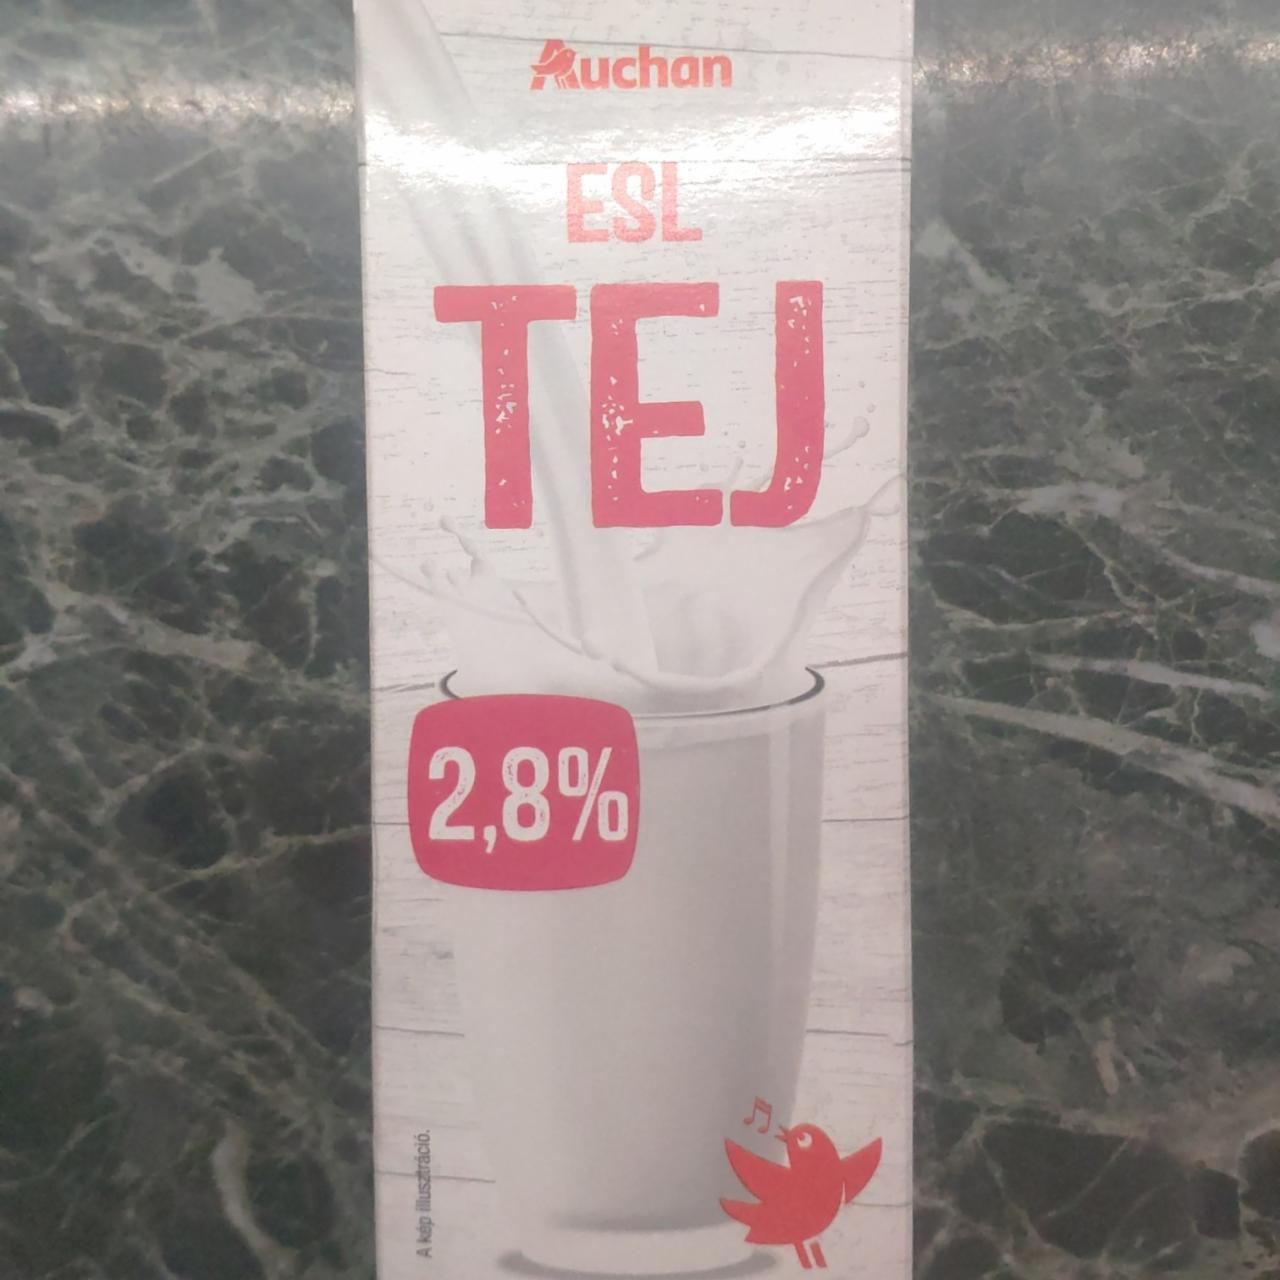 Auchan
ESL
TEJ
2,8%
A kép illusztráció.